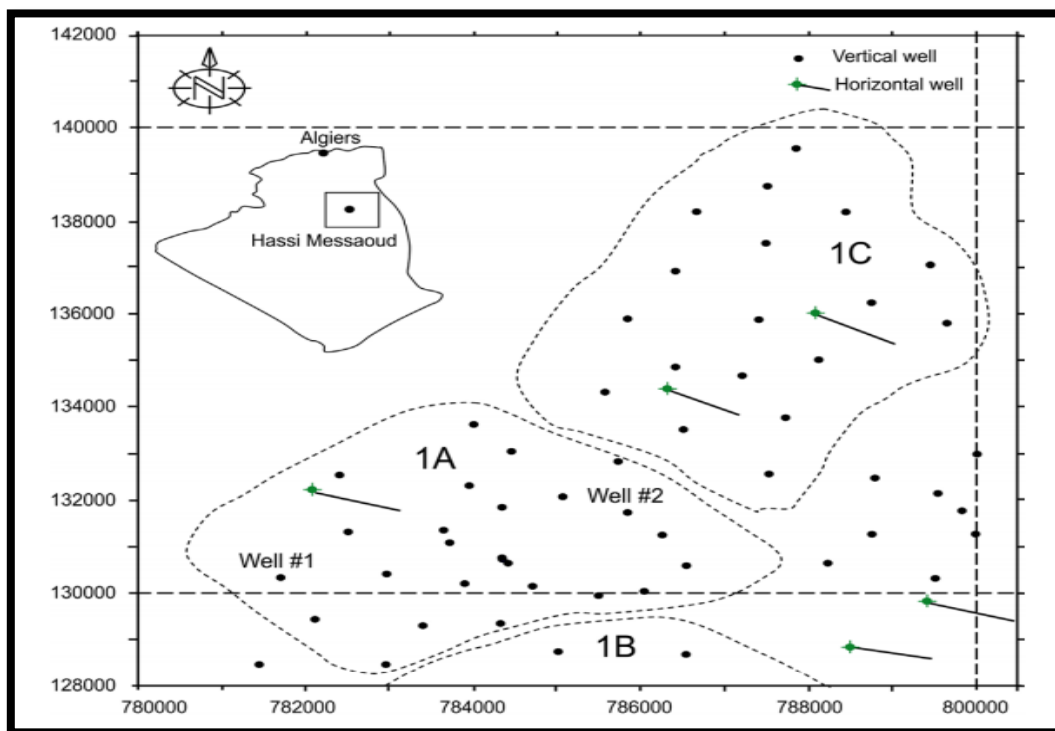 142000
140000
138000
136000
134000
132000
130000
128000
N
Vertical well
Horizontal well
Algiers
Hassi Messaoud
1C
1A
Well #2
Well #1
1B
780000 782000 784000 786000 788000 800000